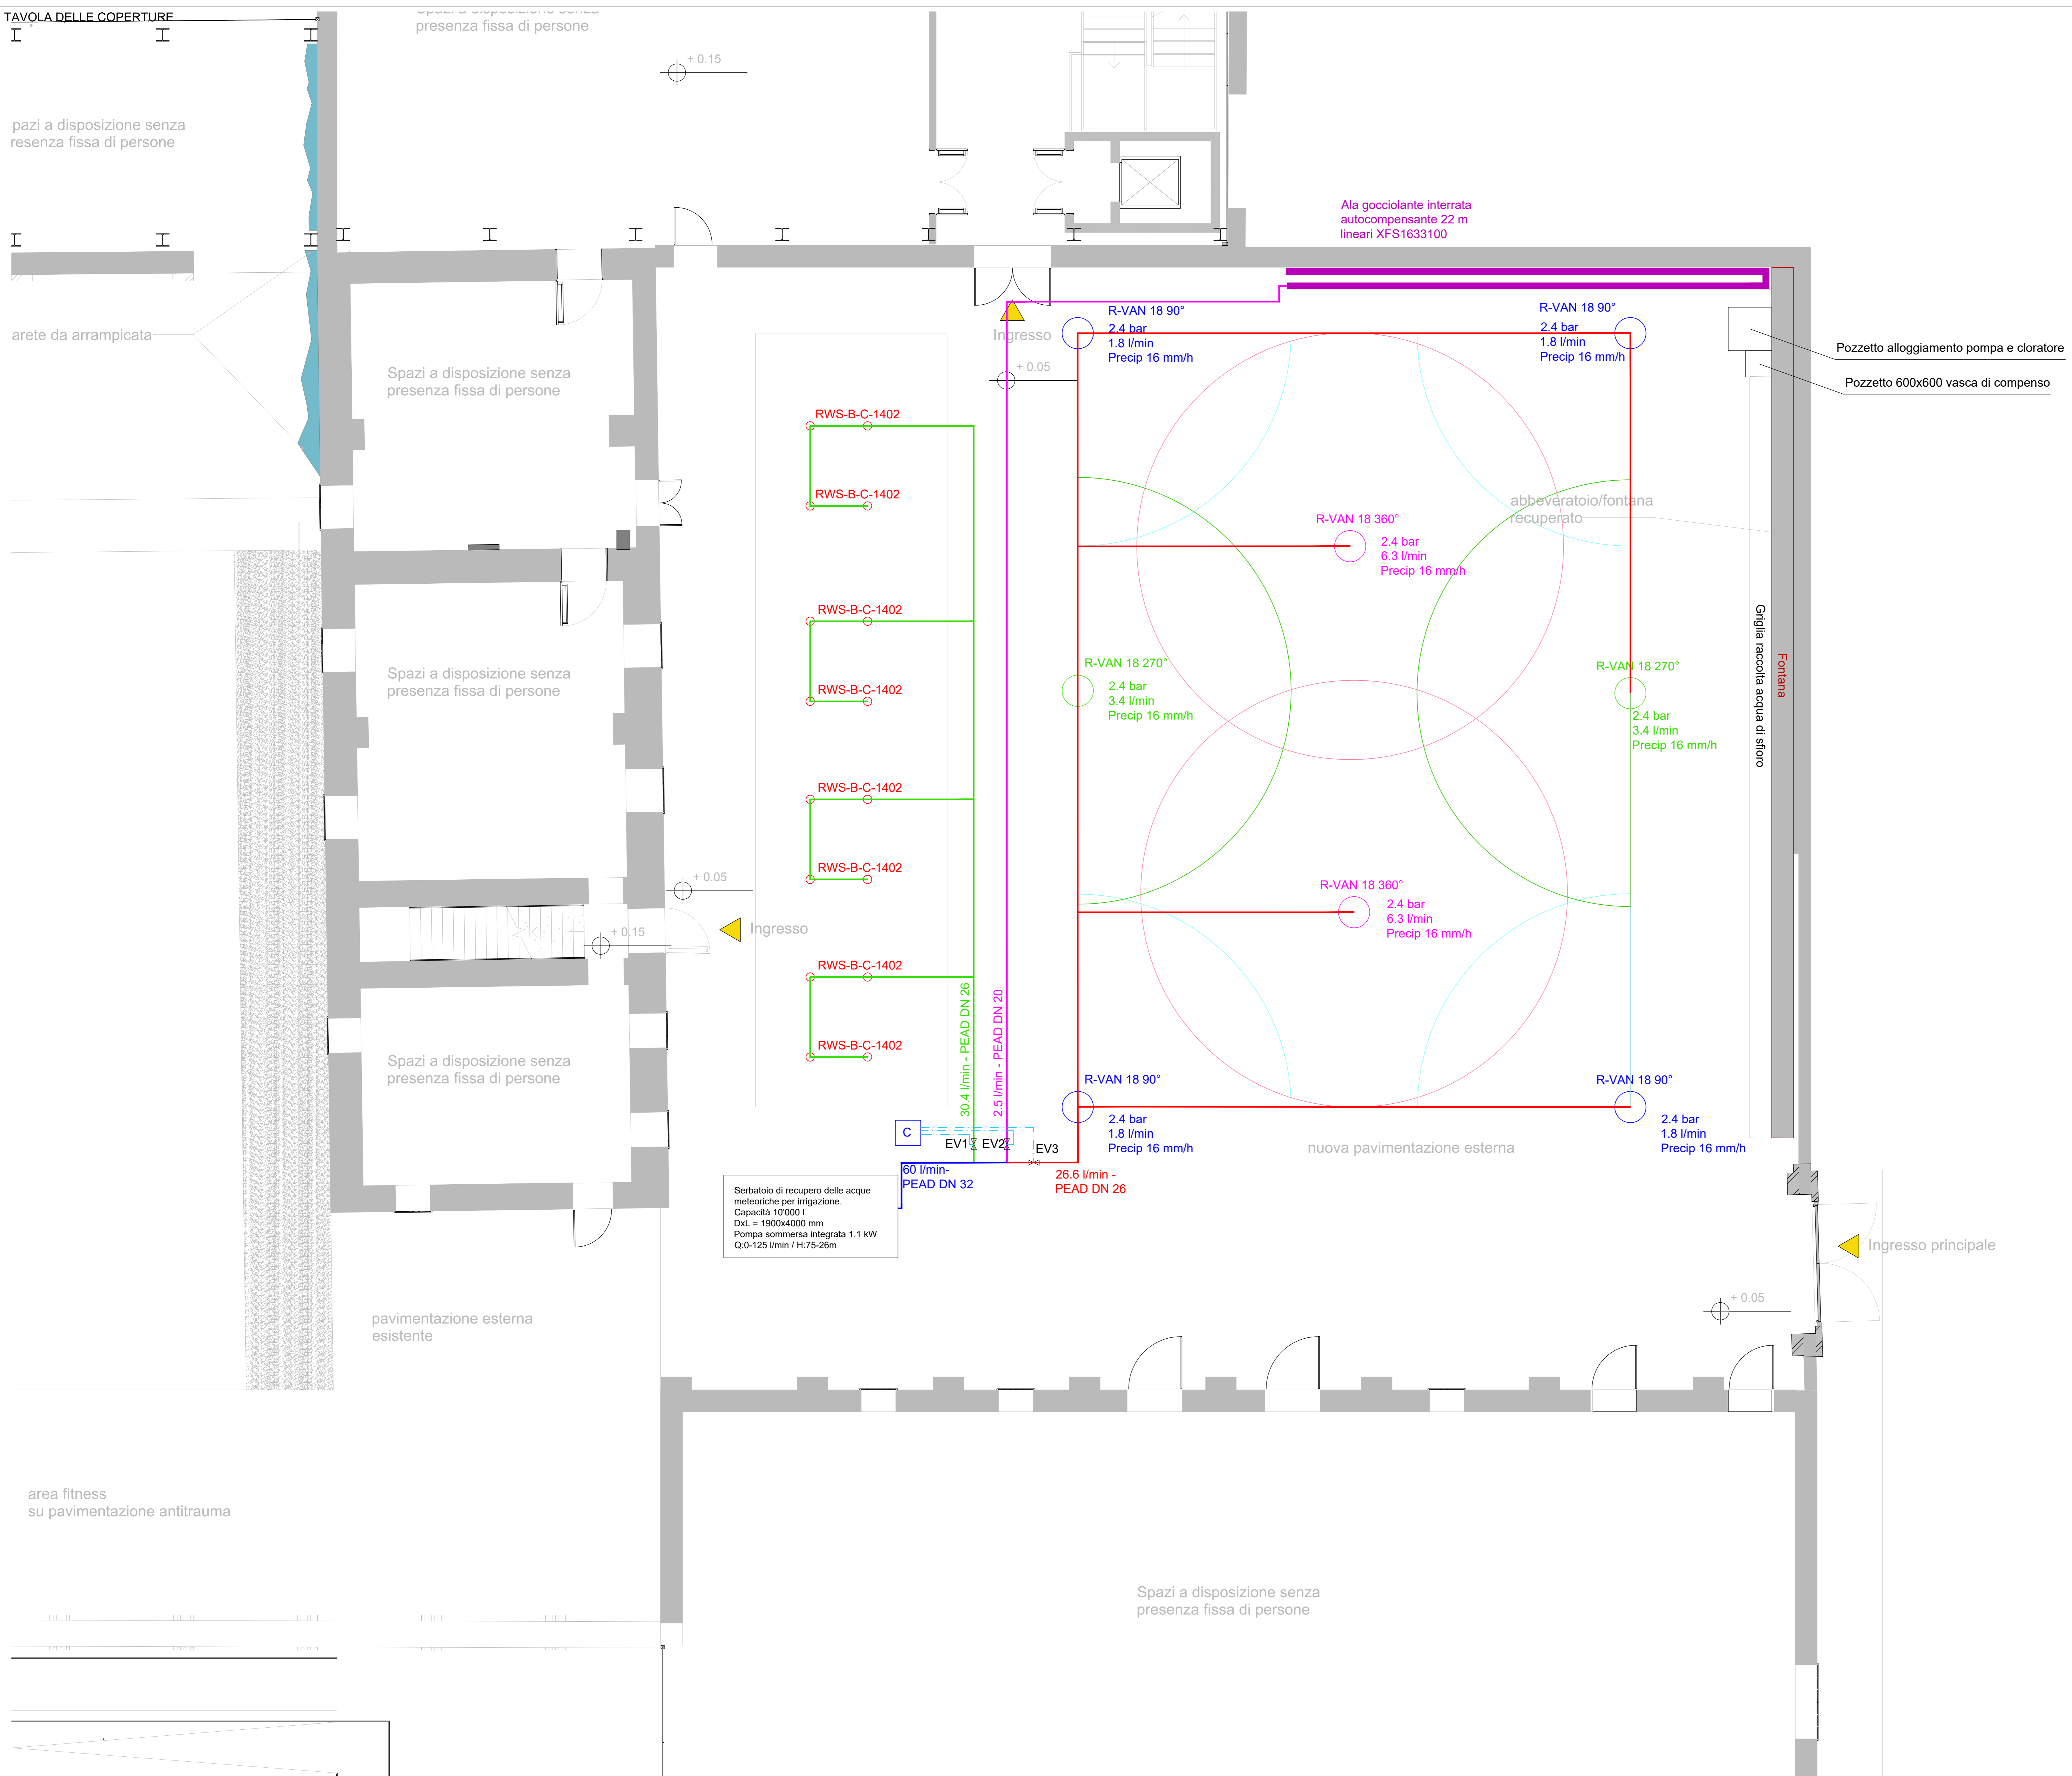 TAVOLA DELLE COPERTURE
presenza fissa di persone
+ 0.15
pazi a disposizione senza
resenza fissa di persone
Ala gocciolante interrata
autocompensante 22 m
lineari XFS1633100
arete da arrampicata
Ingresso
+ 0.05
R-VAN 18 90°
2.4 bar
1.8 l/min
Precip 16 mm/h
R-VAN 18 90°
2.4 bar
1.8 l/min
Precip 16 mm/h
Pozzetto alloggiamento pompa e cloratore
Pozzetto 600x600 vasca di compenso
Spazi a disposizione senza
presenza fissa di persone
RWS-B-C-1402
RWS-B-C-1402
abbeveratoio/fontana
recuperato
R-VAN 18 360°
2.4 bar
6.3 l/min
Precip 16 mm/h
RWS-B-C-1402
RWS-B-C-1402
Spazi a disposizione senza
presenza fissa di persone
R-VAN 18 270°
2.4 bar
3.4 l/min
Precip 16 mm/h
R-VAN 18 270°
2.4 bar
3.4 l/min
Precip 16 mm/h
Griglia raccolta acqua di sfioro
Fontana
RWS-B-C-1402
RWS-B-C-1402
+ 0.05
Ingresso
+ 0.15
R-VAN 18 360°
2.4 bar
6.3 l/min
Precip 16 mm/h
RWS-B-C-1402
RWS-B-C-1402
30.4 l/min - PEAD DN 26
2.5 l/min - PEAD DN 20
Spazi a disposizione senza
presenza fissa di persone
R-VAN 18 90°
2.4 bar
1.8 l/min
Precip 16 mm/h
R-VAN 18 90°
2.4 bar
1.8 l/min
Precip 16 mm/h
nuova pavimentazione esterna
C
EV1
EV2
EV3
60 l/min-
PEAD DN 32
26.6 l/min -
PEAD DN 26
Serbatoio di recupero delle acque
meteoriche per irrigazione.
Capacità 10'000 l
DxL = 1900x4000 mm
Pompa sommersa integrata 1.1 kW
Q:0-125 l/min / H:75-26m
Ingresso principale
+ 0.05
pavimentazione esterna
esistente
area fitness
su pavimentazione antitrauma
Spazi a disposizione senza
presenza fissa di persone